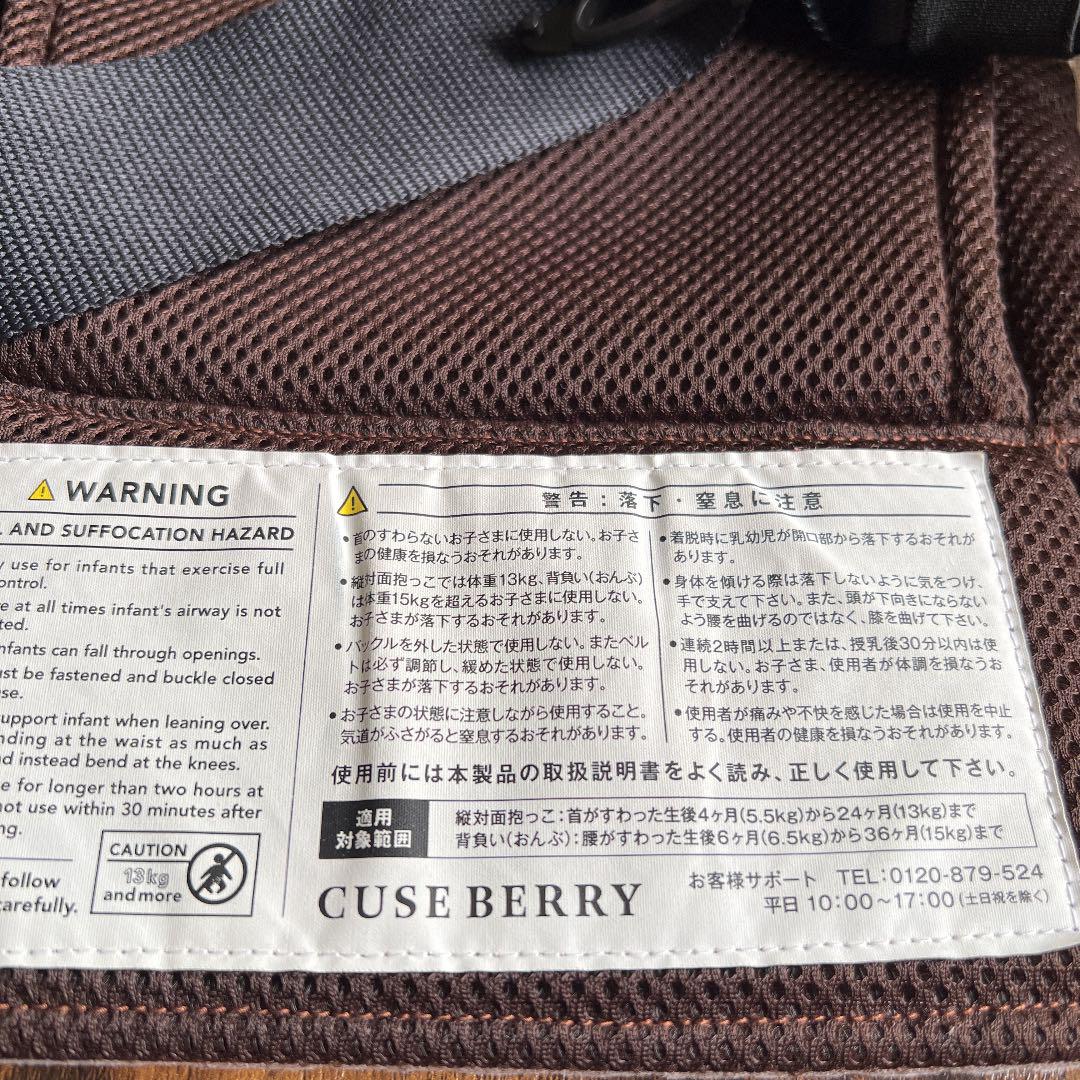 WARNING
AND SUFFOCATION HAZARD
use for infants that exercise full
at all times infant's airway is not
can fall through openings.
be fastened and buckle closed
infant when leaning over.
at the waist as much as
instead bend at the knees.
for longer than two hours at
not use within 30 minutes after
follow
carefully.
CAUTION
13kg
and more
警告：落下・窒息に注意
•首のすわらないお子さまに使用しない。お子さ
まの健康を損なうおそれがあります。
•縦対面抱っこでは体重13kg、背負い(おんぶ)
は体重15kgを超えるお子さまに使用しない。
お子さまが落下するおそれがあります。
•バックルを外した状態で使用しない。またベル
トは必ず調節し、緩めた状態で使用しない。
お子さまが落下するおそれがあります。
•お子さまの状態に注意しながら使用すること。
気道がふさがると窒息するおそれがあります。
•着脱時に乳幼児が開口部から落下するおそれが
あります。
•身体を傾ける際は落下しないように気をつけ、
手で支えて下さい。また、頭が下向きにならない
よう腰を曲げるのではなく、膝を曲げて下さい。
•連続2時間以上または、授乳後30分以内は使
用しない。お子さま、使用者が体調を損なうお
それがあります。
•使用者が痛みや不快を感じた場合は使用を中止
する。使用者の健康を損なうおそれがあります。
使用前には本製品の取扱説明書をよく読み、正しく使用して下さい。
適用
対象範囲
縦対面抱っこ：首がすわった生後4ヶ月(5.5kg)から24ヶ月(13kg)まで
背負い(おんぶ)：腰がすわった生後6ヶ月(6.5kg)から36ヶ月(15kg)まで
CUSE BERRY
お客様サポート TEL:0120-879-524
平日 10:00～17:00 (土日祝を除く)